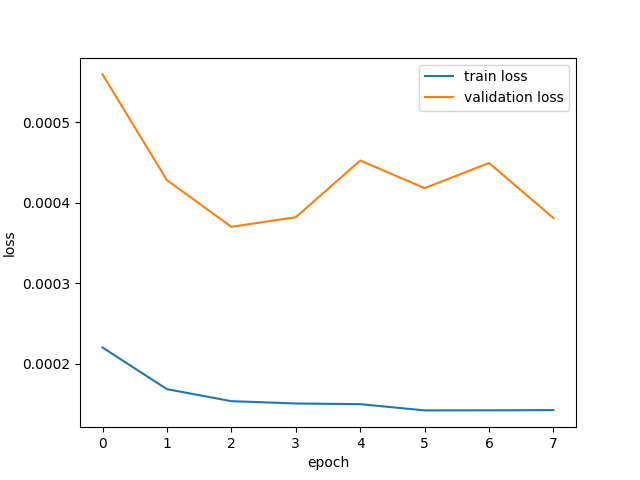 train loss
validation loss
0.0005
0.0004
0.0003
0.0002
loss
0 1 2 3 4 5 6 7
epoch